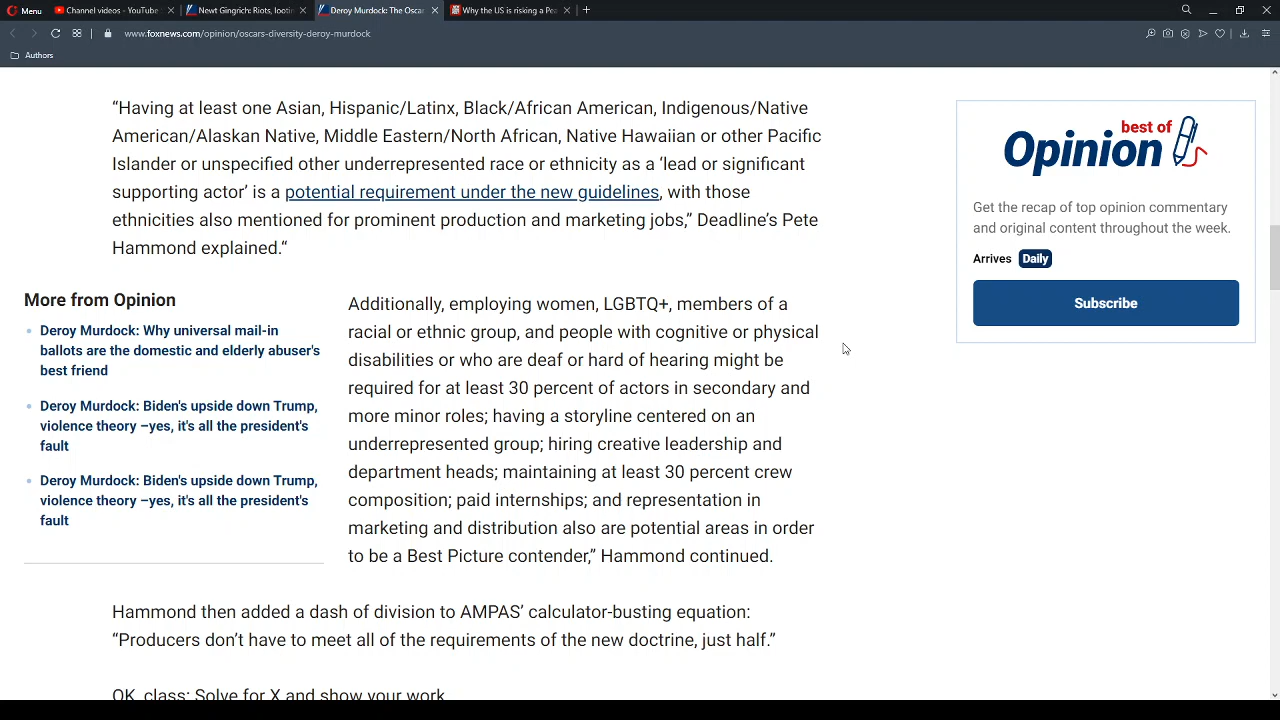 Menu
Channel videos - YouTube
Newt Gingrich: Riots, lootin
Deroy Murdock: The Oscar
Why the US is risking a Pea
www.foxnews.com/opinion/oscars-diversity-deroy-murdock
Authors
“Having at least one Asian, Hispanic/Latinx, Black/African American, Indigenous/Native
American/Alaskan Native, Middle Eastern/North African, Native Hawaiian or other Pacific
Islander or unspecified other underrepresented race or ethnicity as a ‘lead or significant
supporting actor’ is a potential requirement under the new guidelines, with those
ethnicities also mentioned for prominent production and marketing jobs,” Deadline’s Pete
Hammond explained.“
More from Opinion
Deroy Murdock: Why universal mail-in
ballots are the domestic and elderly abuser's
best friend
Deroy Murdock: Biden's upside down Trump,
violence theory –yes, it's all the president's
fault
Deroy Murdock: Biden's upside down Trump,
violence theory –yes, it's all the president's
fault
Additionally, employing women, LGBTQ+, members of a
racial or ethnic group, and people with cognitive or physical
disabilities or who are deaf or hard of hearing might be
required for at least 30 percent of actors in secondary and
more minor roles; having a storyline centered on an
underrepresented group; hiring creative leadership and
department heads; maintaining at least 30 percent crew
composition; paid internships; and representation in
marketing and distribution also are potential areas in order
to be a Best Picture contender,” Hammond continued.
Hammond then added a dash of division to AMPAS’ calculator-busting equation:
“Producers don’t have to meet all of the requirements of the new doctrine, just half.”
OK, class: Solve for X and show your work.
best of
Opinion
Get the recap of top opinion commentary
and original content throughout the week.
Arrives Daily
Subscribe